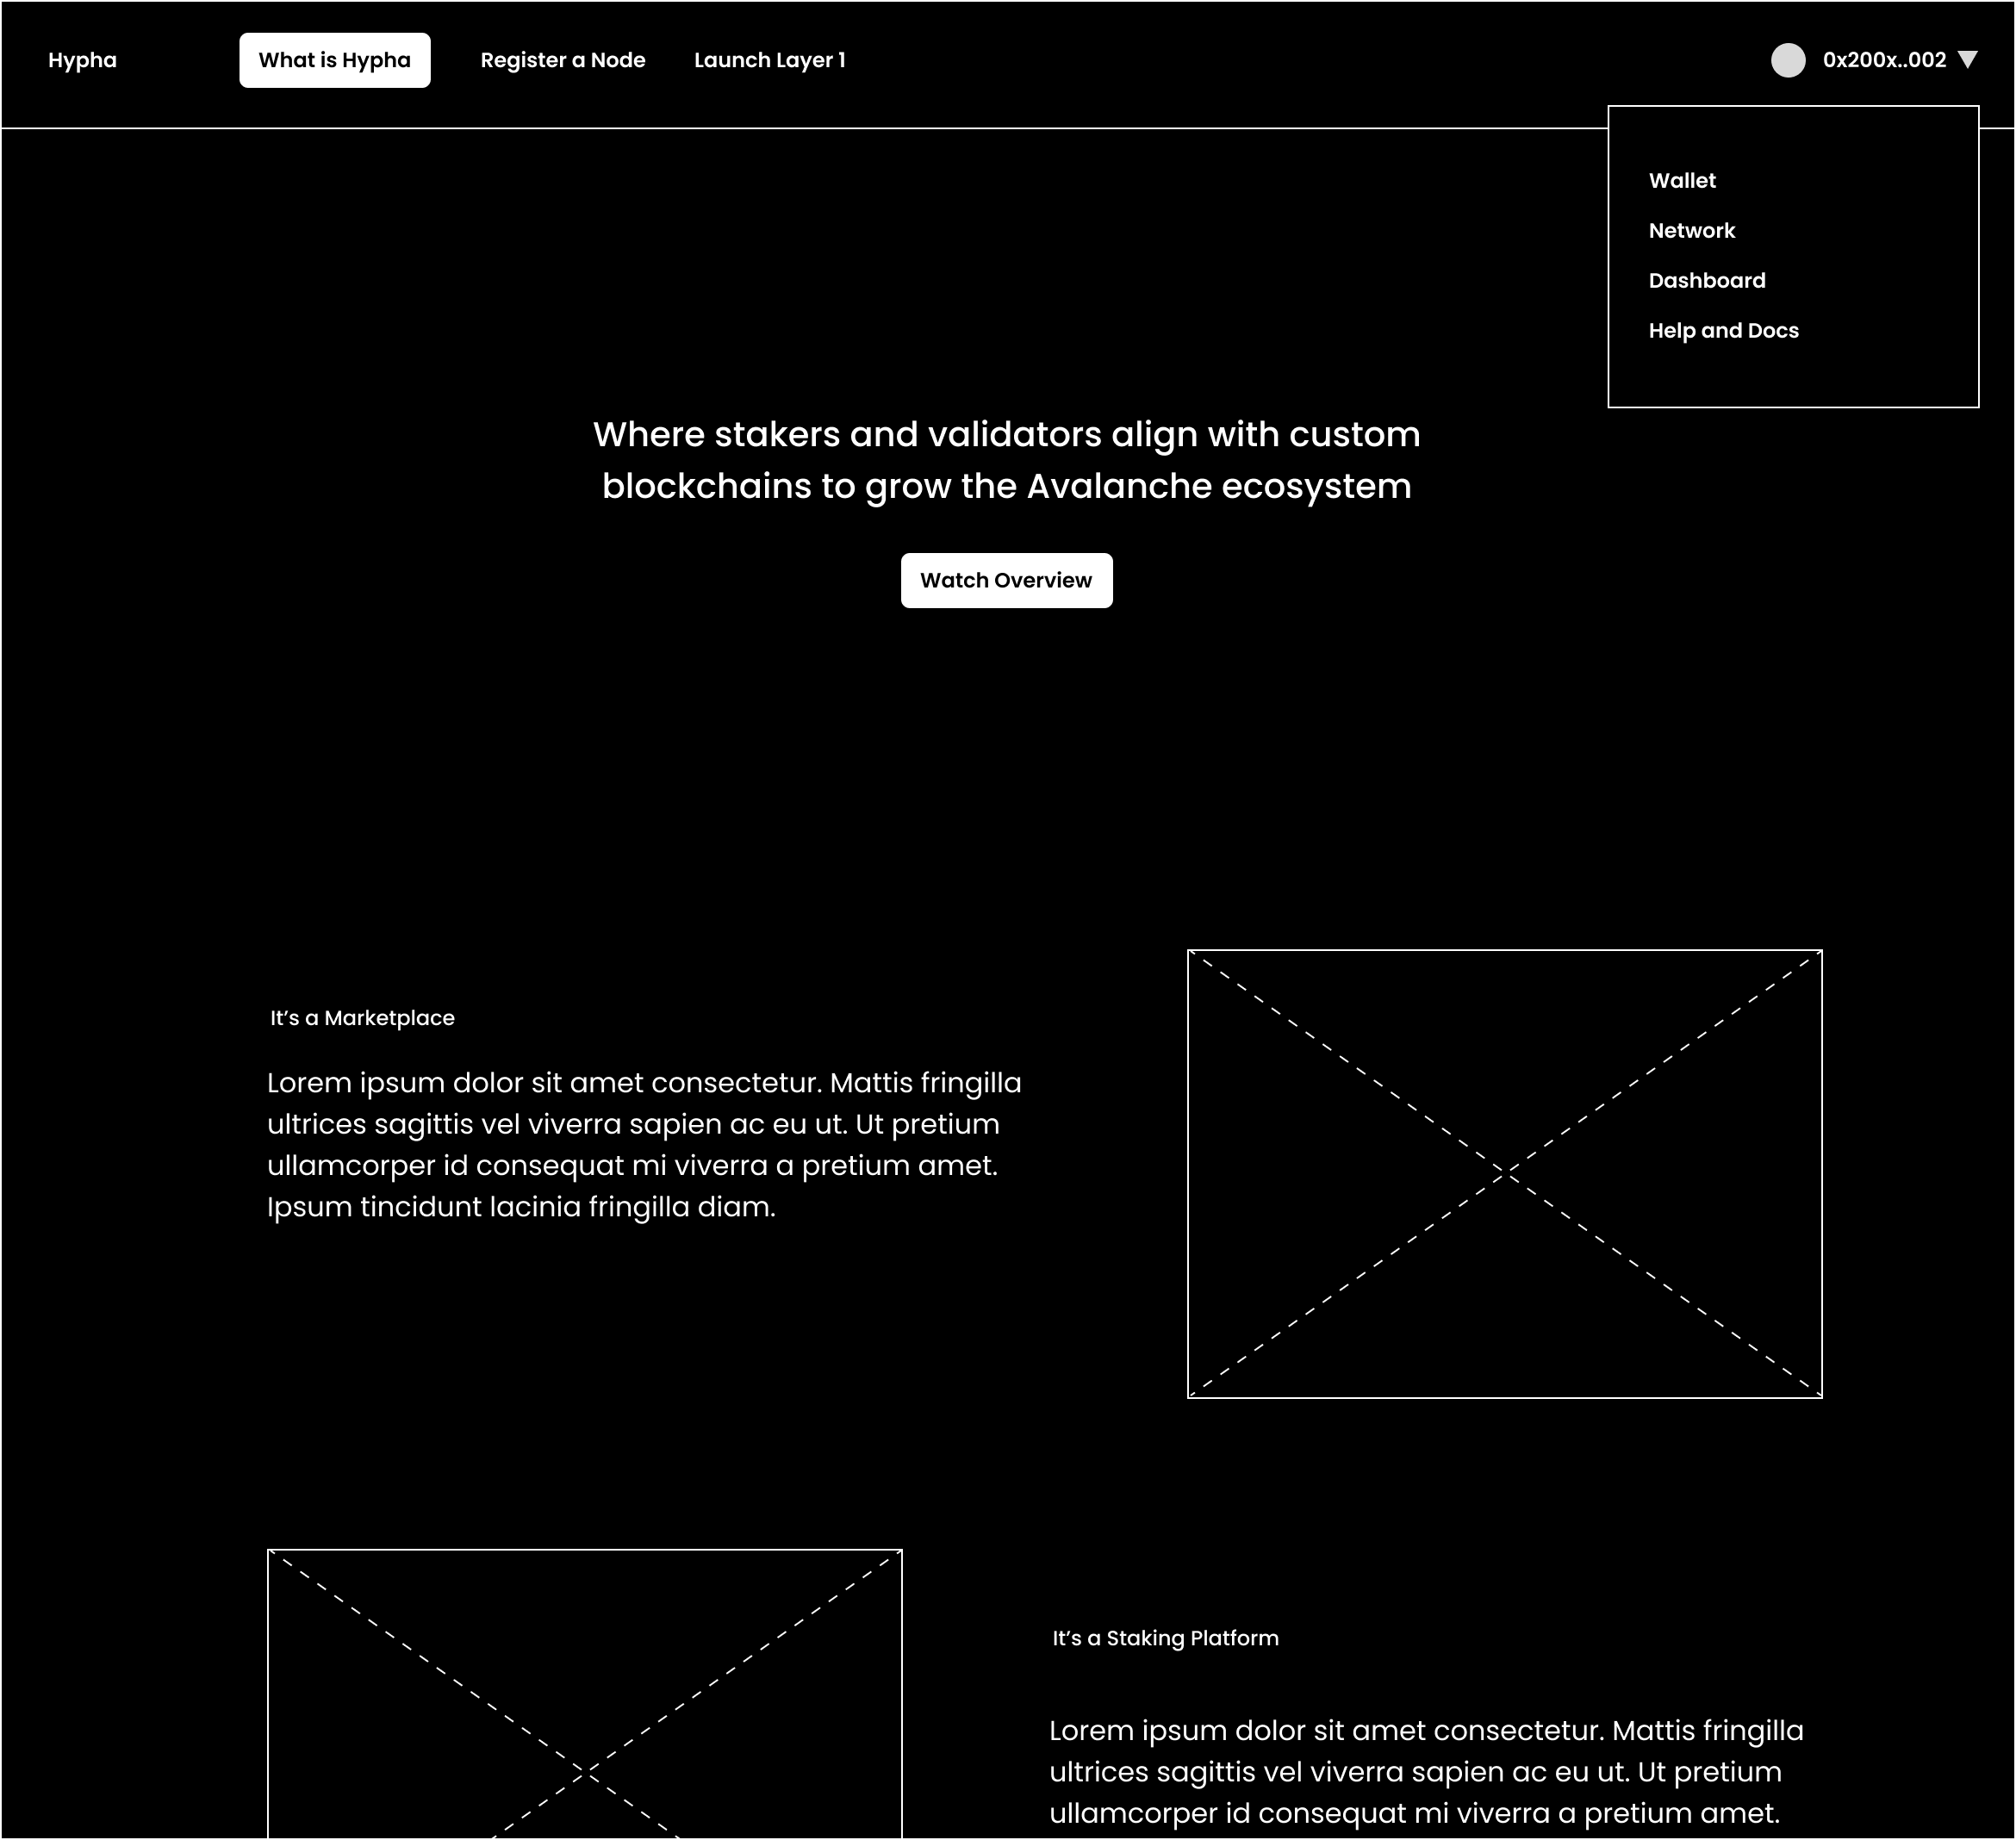 Hypha
What is Hypha
Register a Node
Launch Layer 1
0x200x..002
Wallet
Network
Dashboard
Help and Docs
Where stakers and validators align with custom
blockchains to grow the Avalanche ecosystem
Watch Overview
It’s a Marketplace
Lorem ipsum dolor sit amet consectetur. Mattis fringilla
ultrices sagittis vel viverra sapien ac eu ut. Ut pretium
ullamcorper id consequat mi viverra a pretium amet.
Ipsum tincidunt lacinia fringilla diam.
It’s a Staking Platform
Lorem ipsum dolor sit amet consectetur. Mattis fringilla
ultrices sagittis vel viverra sapien ac eu ut. Ut pretium
ullamcorper id consequat mi viverra a pretium amet.